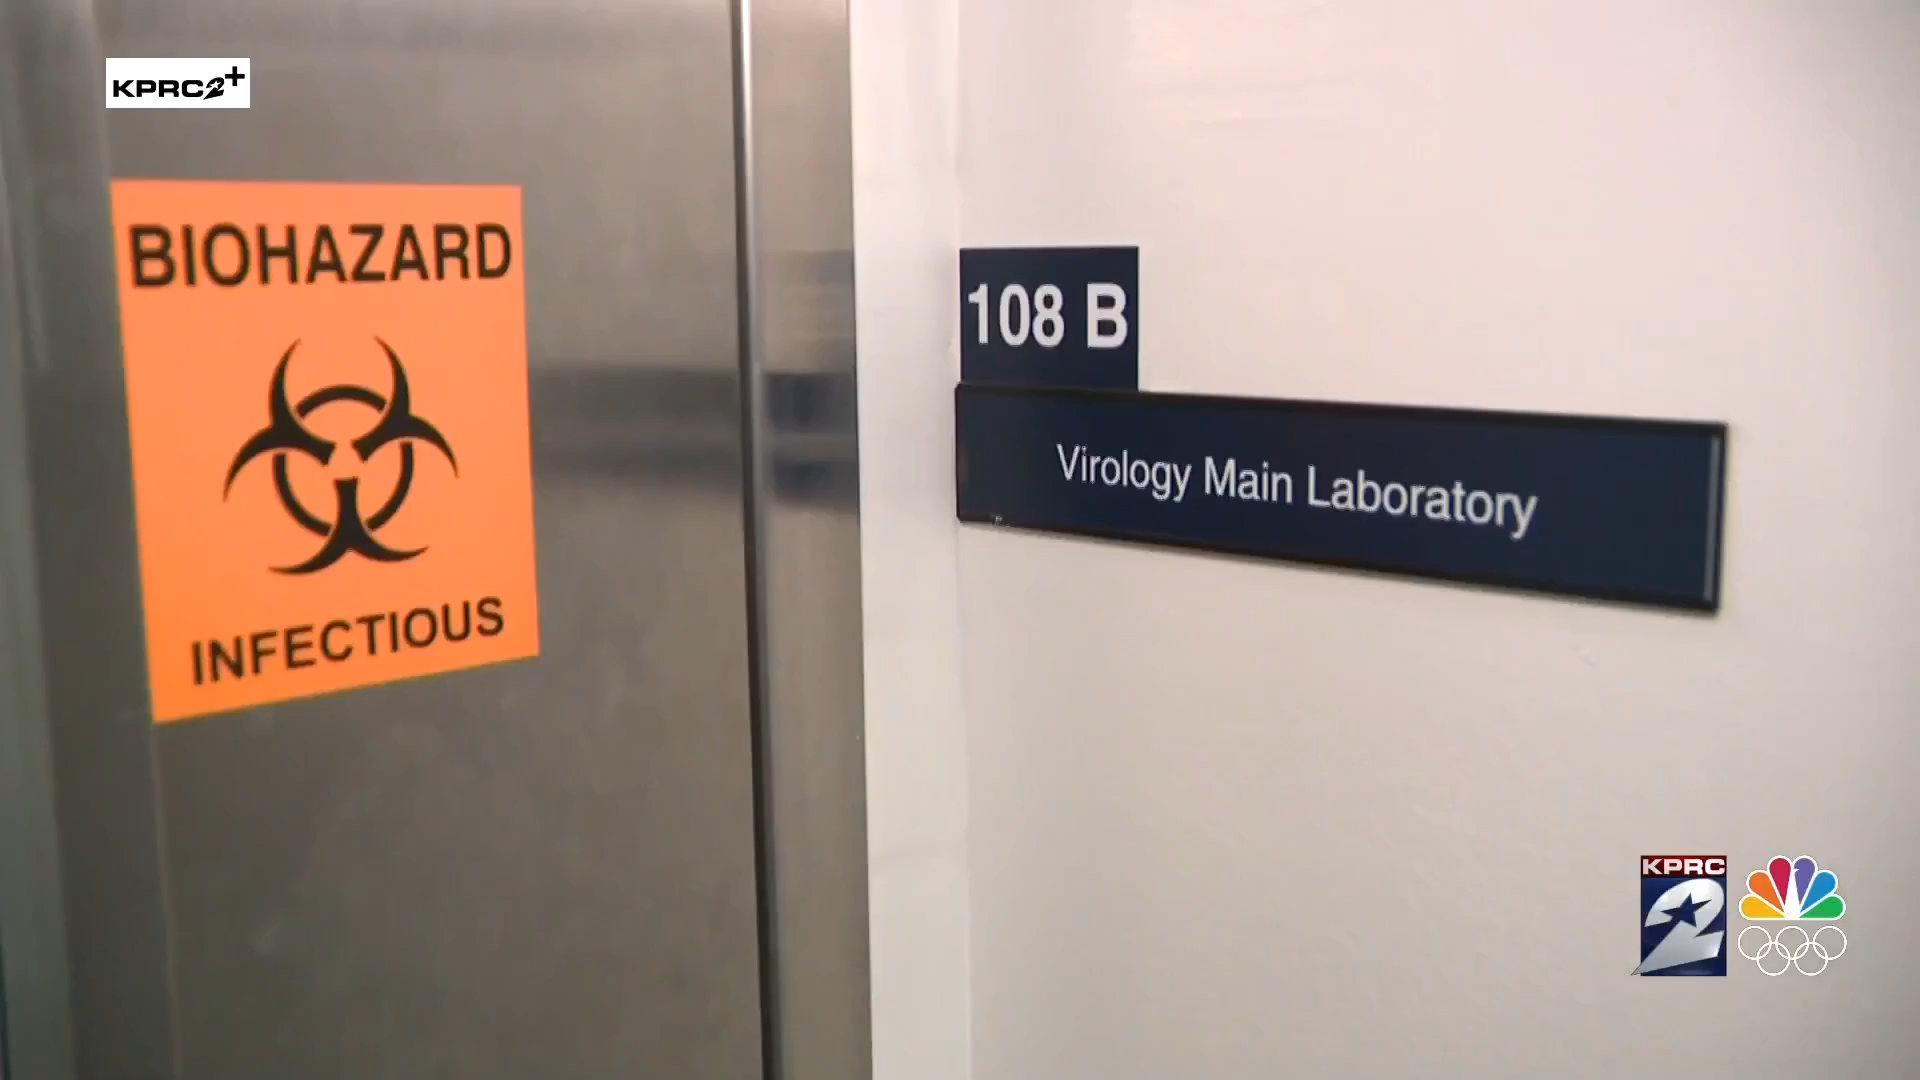 KPRC2+
BIOHAZARD
INFECTIOUS
108 B
Virology Main Laboratory
KPRC
2